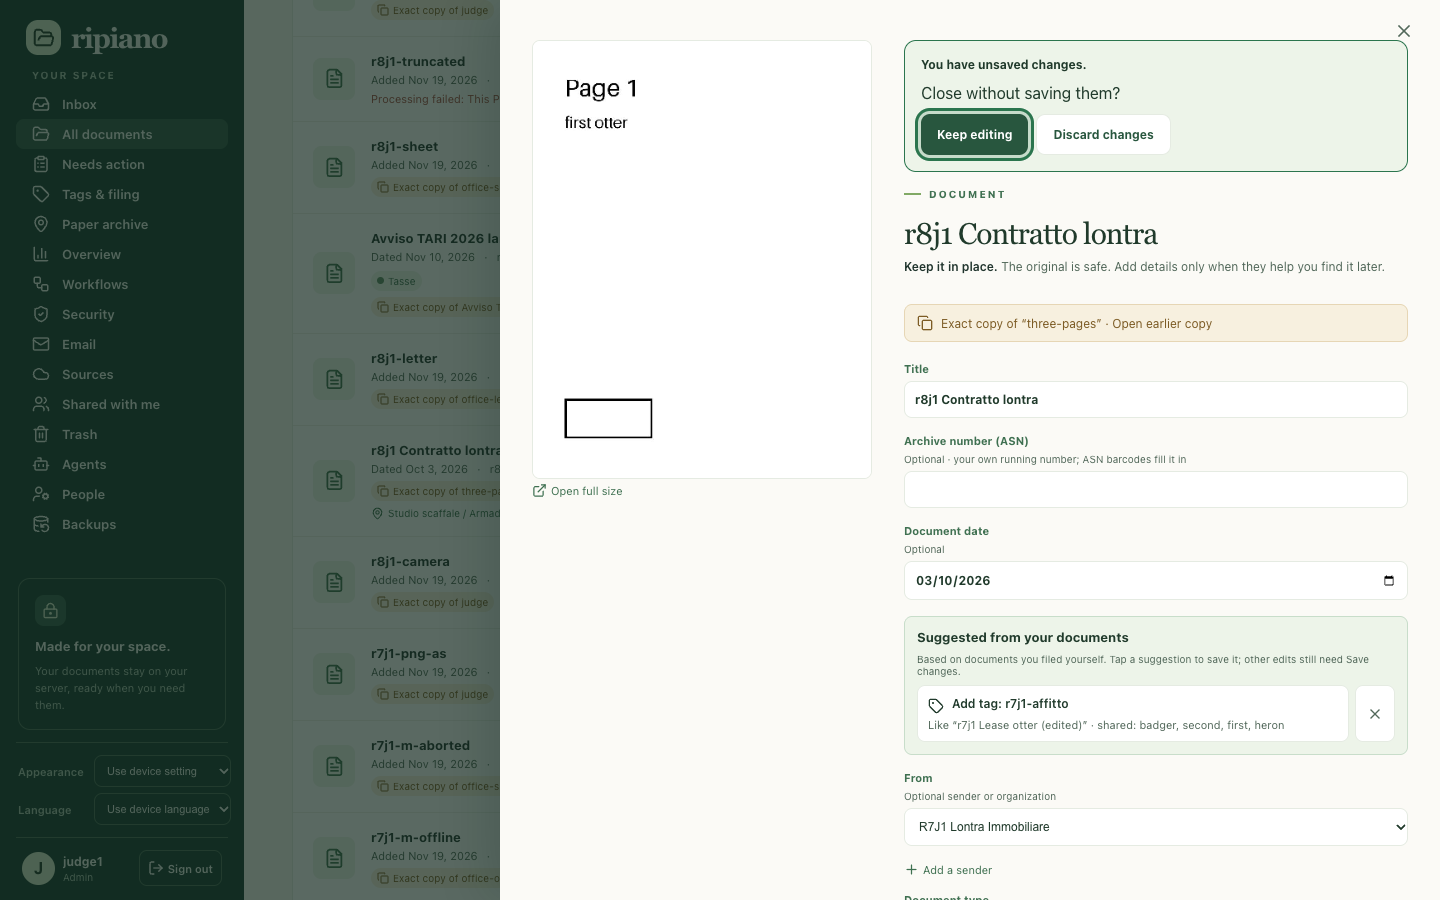 ripiano
YOUR SPACE
Inbox
All documents
Needs action
Tags & filing
Paper archive
Overview
Workflows
Security
Email
Sources
Shared with me
Trash
Agents
People
Backups
Made for your space.
Your documents stay on your
server, ready when you need
them.
Appearance
Use device setting
Language
Use device language
J
judge1
Admin
Sign out
Exact copy of judge
r8j1-truncated
Added Nov 19, 2026 ·
Processing failed: This P
r8j1-sheet
Added Nov 19, 2026 ·
Exact copy of office-s
Avviso TARI 2026 la
Dated Nov 10, 2026 ·
Tasse
Exact copy of Avviso
r8j1-letter
Added Nov 19, 2026 ·
Exact copy of office-le
r8j1 Contratto lontra
Dated Oct 3, 2026 · r8
Exact copy of three-pa
Studio scaffale / Armad
r8j1-camera
Added Nov 19, 2026 ·
Exact copy of judge
r7j1-png-as
Added Nov 19, 2026 ·
Exact copy of judge
r7j1-m-aborted
Added Nov 19, 2026 ·
Exact copy of office-s
r7j1-m-offline
Added Nov 19, 2026 ·
Exact copy of office-o
Page 1
first otter
Open full size
You have unsaved changes.
Close without saving them?
Keep editing
Discard changes
DOCUMENT
r8j1 Contratto lontra
Keep it in place. The original is safe. Add details only when they help you find it later.
Exact copy of “three-pages” · Open earlier copy
Title
r8j1 Contratto lontra
Archive number (ASN)
Optional · your own running number; ASN barcodes fill it in
Document date
Optional
03/10/2026
Suggested from your documents
Based on documents you filed yourself. Tap a suggestion to save it; other edits still need Save
changes.
Add tag: r7j1-affitto
Like “r7j1 Lease otter (edited)” · shared: badger, second, first, heron
From
Optional sender or organization
R7J1 Lontra Immobiliare
Add a sender
Document type